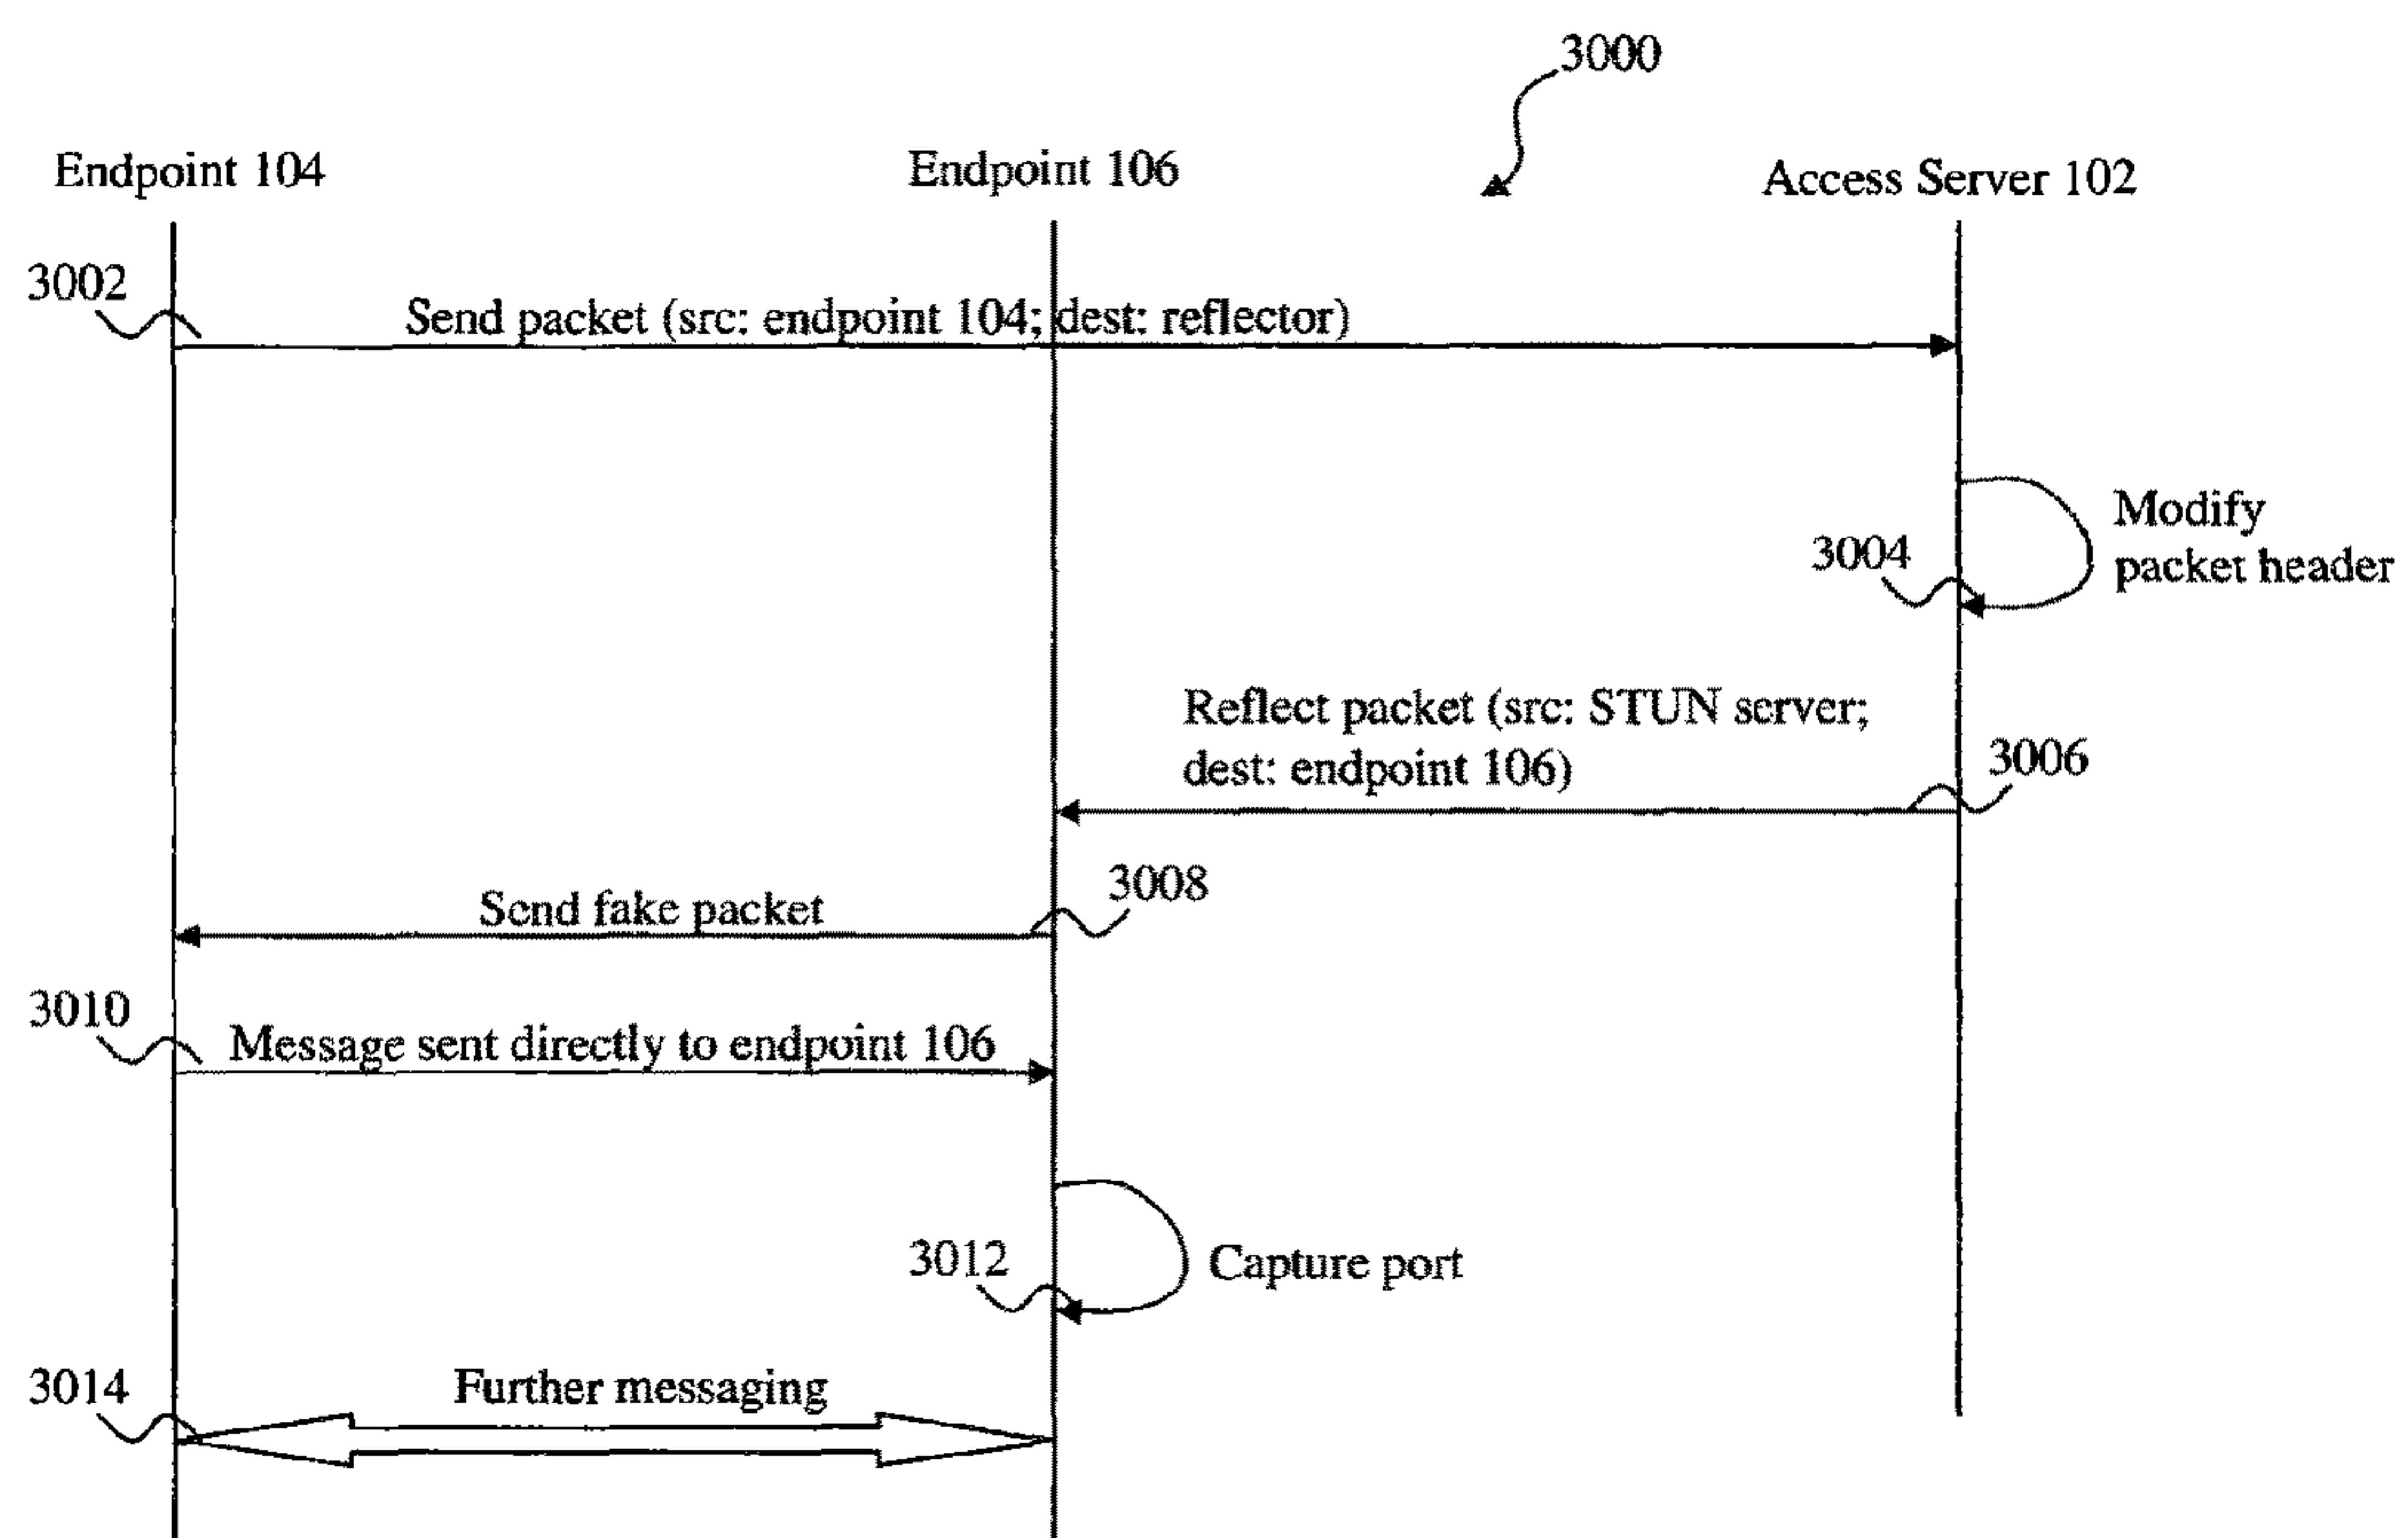 3000
Endpoint 104
Endpoint 106
Access Server 102
3002
Send packet (src: endpoint 104; dest: reflector)
Modify
packet header
3004
Reflect packet (src: STUN server;
dest: endpoint 106)
3006
Send fake packet
3008
3010
Message sent directly to endpoint 106
3012
Capture port
3014
Further messaging